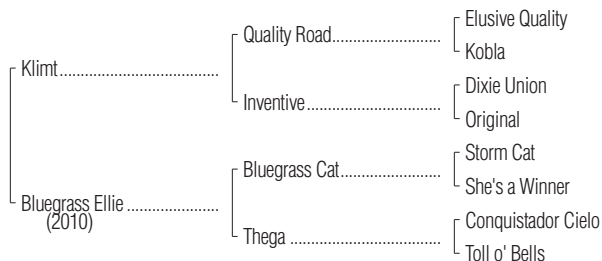 Elusive Quality
Quality Road
Kobla
Klimt
Dixie Union
Inventive
Original
Storm Cat
Bluegrass Cat
She's a Winner
Bluegrass Ellie
(2010)
Conquistador Cielo
Thega
Toll o' Bells